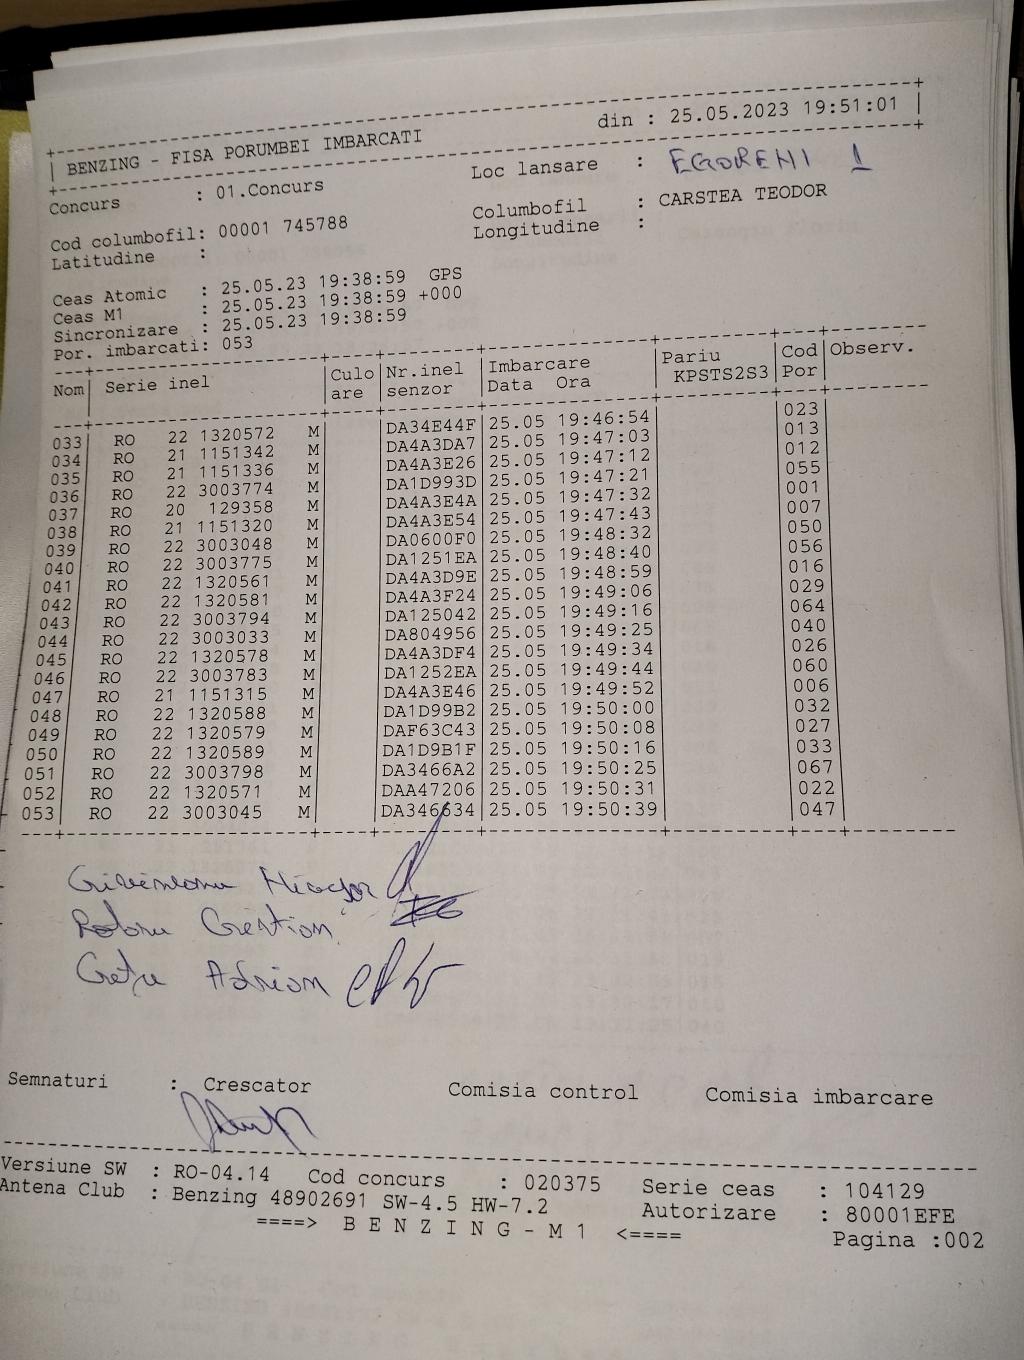 BENZING - FISA PORUMBEI IMBARCATI din : 25.05.2023 19:51:01
Concurs : 01.Concurs Loc lansare : EGORENI 1
Cod columbofil: 00001 745788 Columbofil : CARSTEA TEODOR
Latitudine : Longitudine :
Ceas Atomic : 25.05.23 19:38:59 GPS
Ceas M1 : 25.05.23 19:38:59 +000
Sincronizare : 25.05.23 19:38:59
Por. imbarcati: 053
Nom Serie inel Culo Nr.inel Imbarcare Pariu Cod Observ.
are senzor Data Ora KPSTS2S3 Por
033 RO 22 1320572 M DA34E44F 25.05 19:46:54 023
034 RO 21 1151342 M DA4A3DA7 25.05 19:47:03 013
035 RO 21 1151336 M DA4A3E26 25.05 19:47:12 012
036 RO 22 3003774 M DA1D993D 25.05 19:47:21 055
037 RO 20 129358 M DA4A3E4A 25.05 19:47:32 001
038 RO 21 1151320 M DA4A3E54 25.05 19:47:43 007
039 RO 22 3003048 M DA0600F0 25.05 19:48:32 050
040 RO 22 3003775 M DA1251EA 25.05 19:48:40 056
041 RO 22 1320561 M DA4A3D9E 25.05 19:48:59 016
042 RO 22 1320581 M DA4A3F24 25.05 19:49:06 029
043 RO 22 3003794 M DA125042 25.05 19:49:16 064
044 RO 22 3003033 M DA804956 25.05 19:49:25 040
045 RO 22 1320578 M DA4A3DF4 25.05 19:49:34 026
046 RO 22 3003783 M DA1252EA 25.05 19:49:44 060
047 RO 21 1151315 M DA4A3E46 25.05 19:49:52 006
048 RO 22 1320588 M DA1D99B2 25.05 19:50:00 032
049 RO 22 1320579 M DAF63C43 25.05 19:50:08 027
050 RO 22 1320589 M DA1D9B1F 25.05 19:50:16 033
051 RO 22 3003798 M DA3466A2 25.05 19:50:25 067
052 RO 22 1320571 M DAA47206 25.05 19:50:31 022
053 RO 22 3003045 M DA346634 25.05 19:50:39 047
Adrian
Semnaturi : Crescator Comisia control Comisia imbarcare
Versiune SW : RO-04.14 Cod concurs : 020375 Serie ceas : 104129
Antena Club : Benzing 48902691 SW-4.5 HW-7.2 Autorizare : 80001EFE
====> B E N Z I N G - M 1 <====
Pagina :002